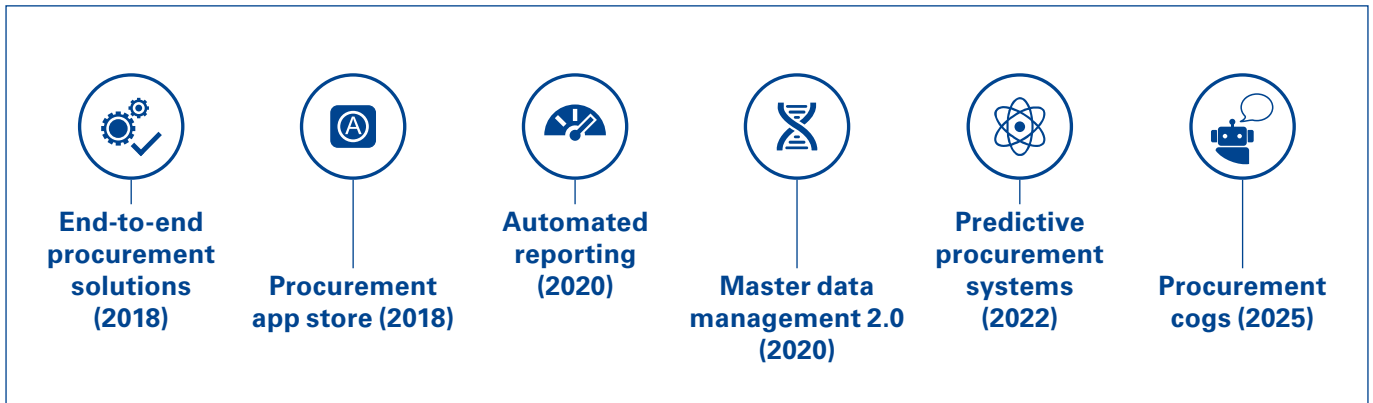 End-to-end
procurement
solutions
(2018)
A
Procurement
app store (2018)
Automated
reporting
(2020)
Master data
management 2.0
(2020)
Predictive
procurement
systems
(2022)
Procurement
cogs (2025)